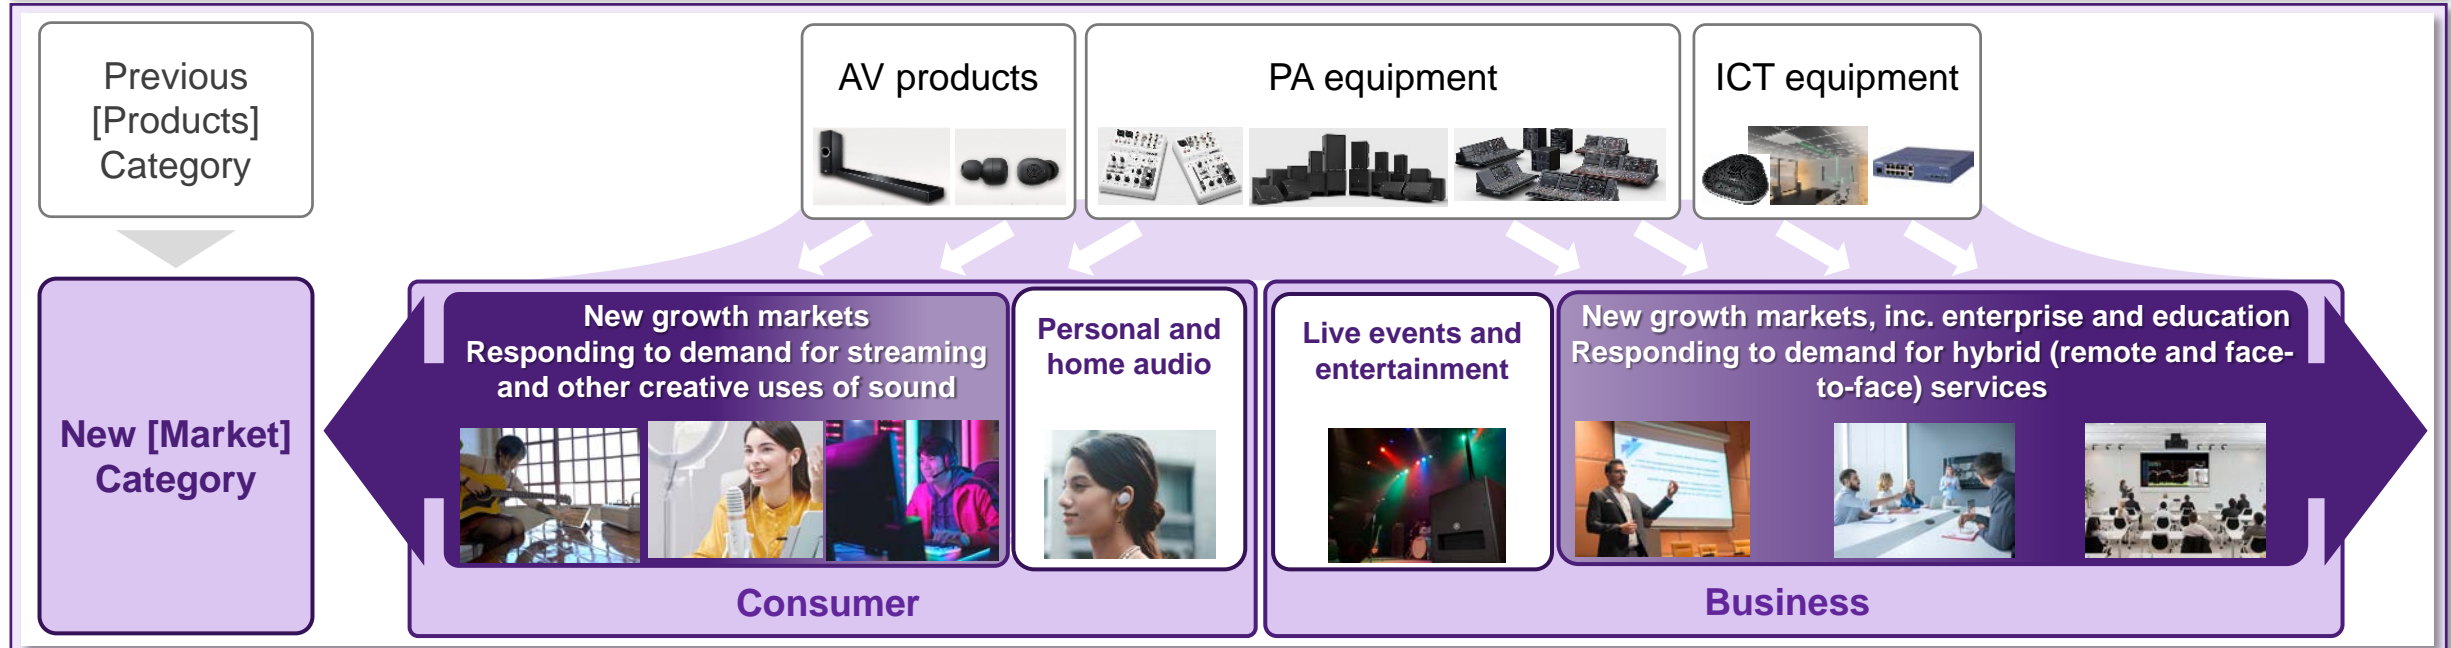 Previous
[Products]
Category
AV products
PA equipment
ICT equipment
New [Market]
Category
New growth markets
Responding to demand for streaming
and other creative uses of sound
Personal and
home audio
Live events and
entertainment
New growth markets, inc. enterprise and education
Responding to demand for hybrid (remote and face-
to-face) services
Consumer
Business